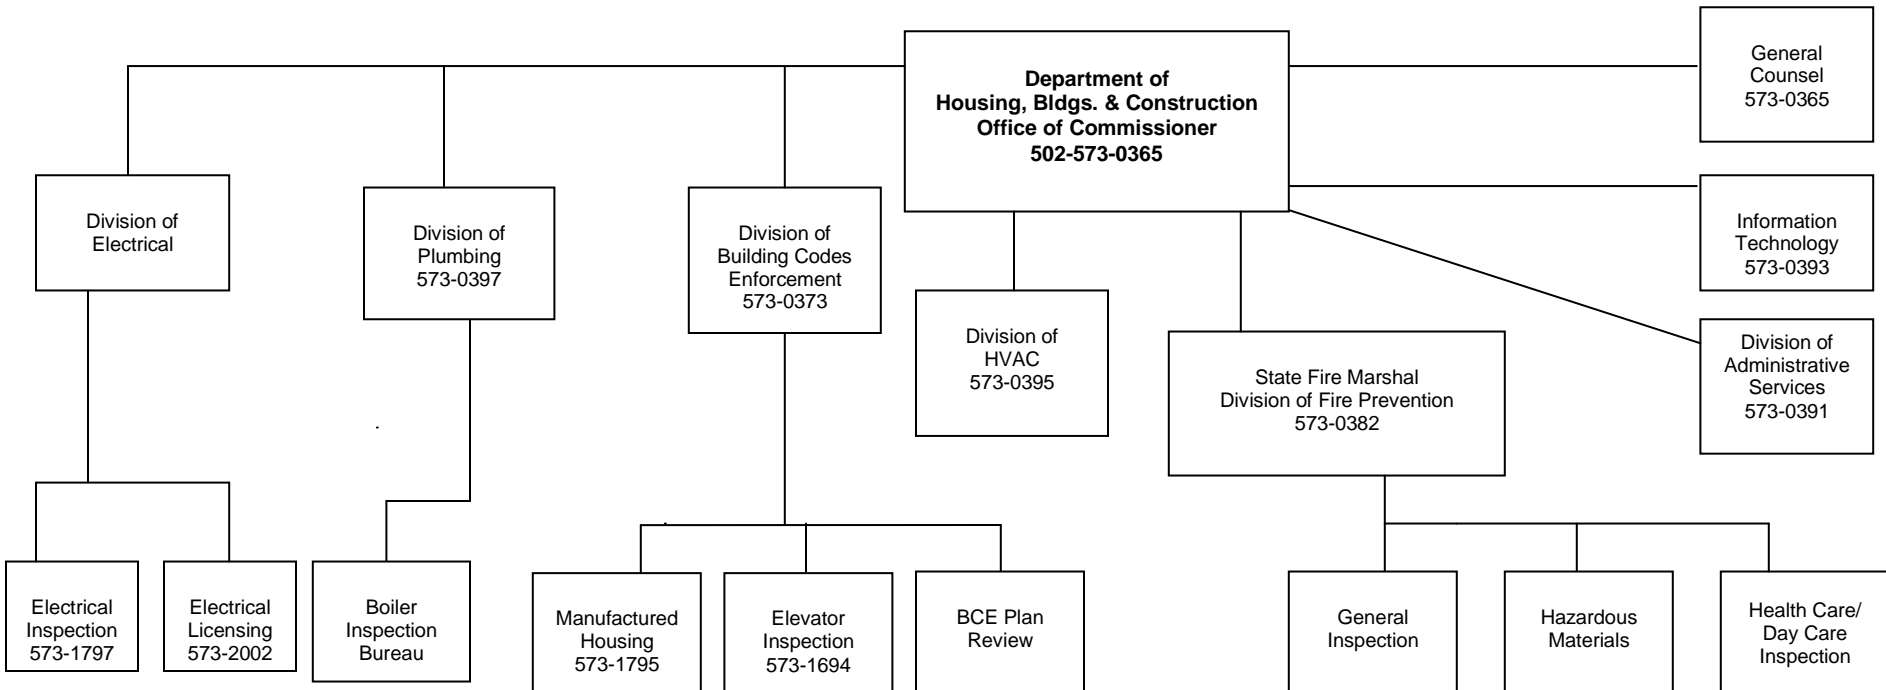 Department of
Housing, Bldgs. & Construction
Office of Commissioner
502-573-0365
General
Counsel
573-0365
Information
Technology
573-0393
Division of
Administrative
Services
573-0391
Division of
Electrical
Division of
Plumbing
573-0397
Division of
Building Codes
Enforcement
573-0373
Division of
HVAC
573-0395
State Fire Marshal
Division of Fire Prevention
573-0382
Electrical
Inspection
573-1797
Electrical
Licensing
573-2002
Boiler
Inspection
Bureau
Manufactured
Housing
573-1795
Elevator
Inspection
573-1694
BCE Plan
Review
General
Inspection
Hazardous
Materials
Health Care/
Day Care
Inspection